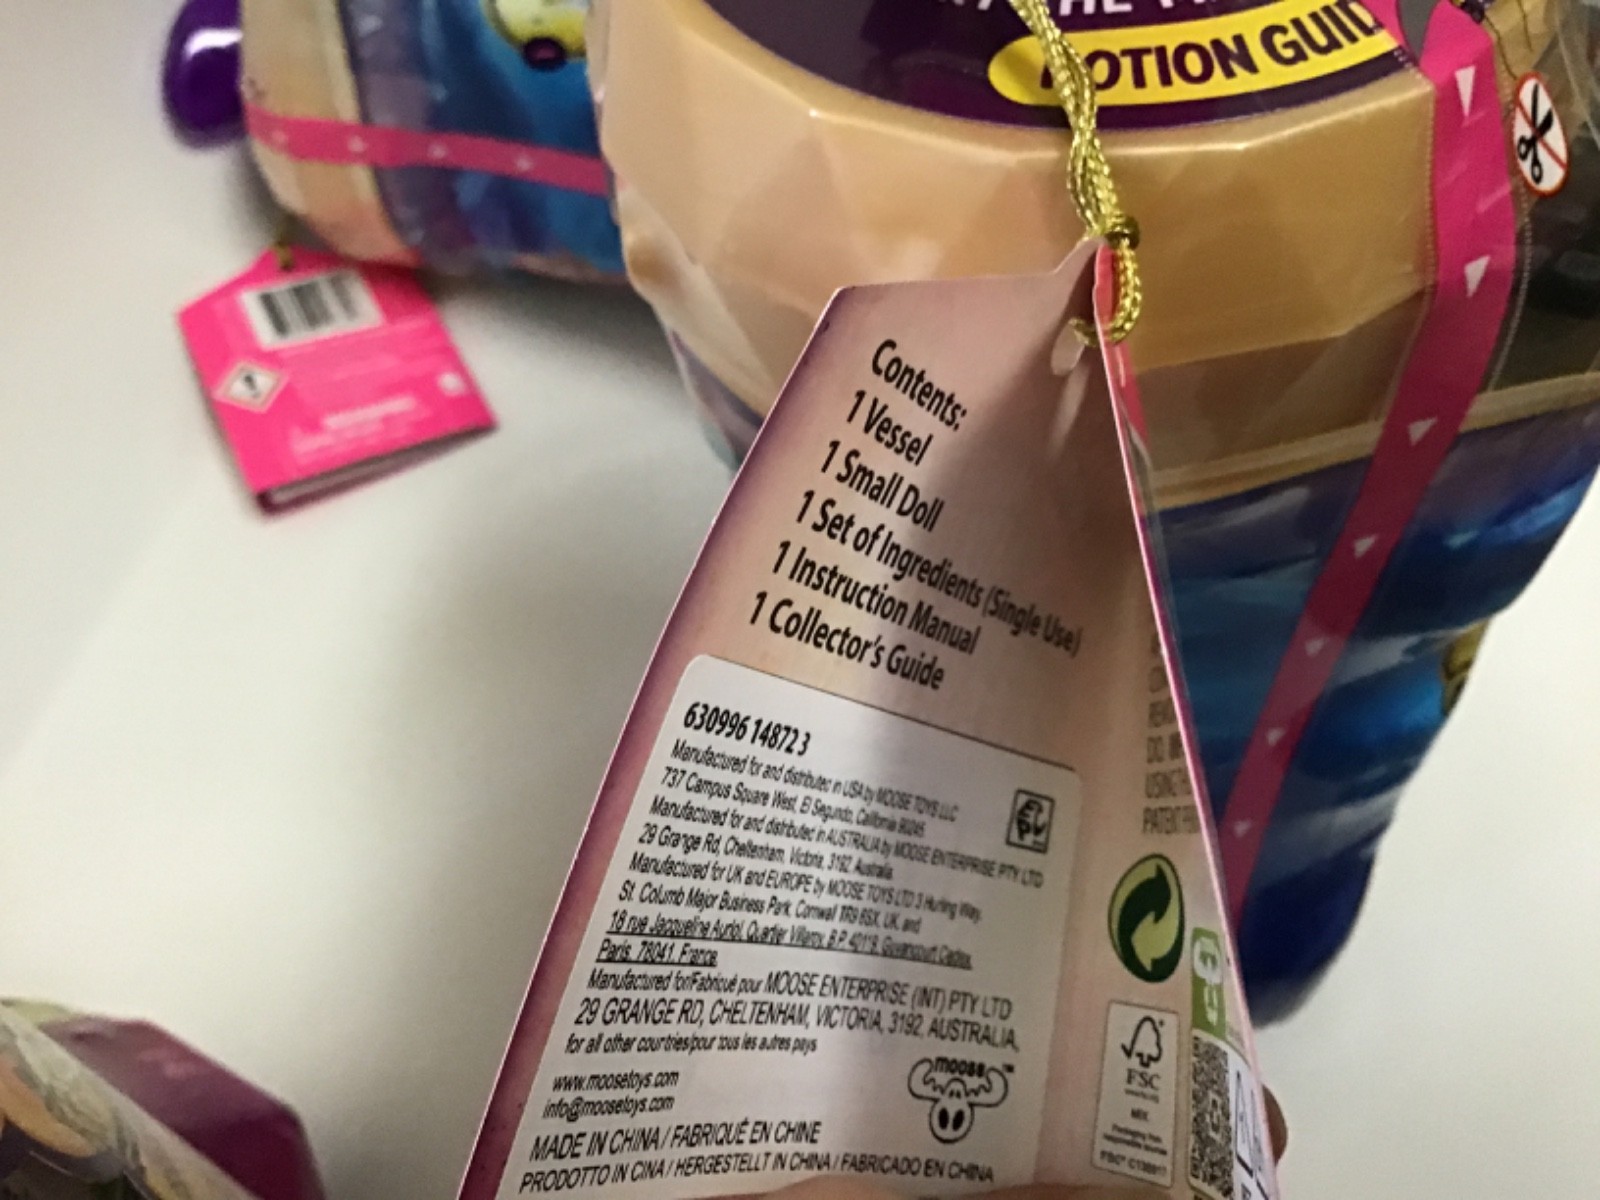 POTION GUID
Contents:
1 Vessel
1 Small Doll
1 Set of Ingredients (Single Use)
1 Instruction Manual
1 Collector's Guide
630996 14872 3
Manufactured for and distributed in USA by MOOSE TOYS LLC
737 Campus Square West, El Segundo, California 90245.
Manufactured for and distributed in AUSTRALIA by MOOSE ENTERPRISE PTY LTD
29 Grange Rd, Cheltenham, Victoria, 3192, Australia.
Manufactured for UK and EUROPE by MOOSE TOYS LTD 3 Hurling Way,
St. Columb Major Business Park, Cornwall TR9 6SX, UK, and
18 rue Jacqueline Auriol, Quartier Villaroy, B.P. 40119, Guyancourt Cedex,
Paris, 78041, France.
Manufactured for/Fabriqué pour MOOSE ENTERPRISE (INT) PTY LTD
29 GRANGE RD, CHELTENHAM, VICTORIA, 3192, AUSTRALIA,
for all other countries/pour tous les autres pays
www.moosetoys.com
info@moosetoys.com
moose™
MADE IN CHINA / FABRIQUÉ EN CHINE
PRODOTTO IN CINA / HERGESTELLT IN CHINA / FABRICADO EN CHINA
FSC
MIX